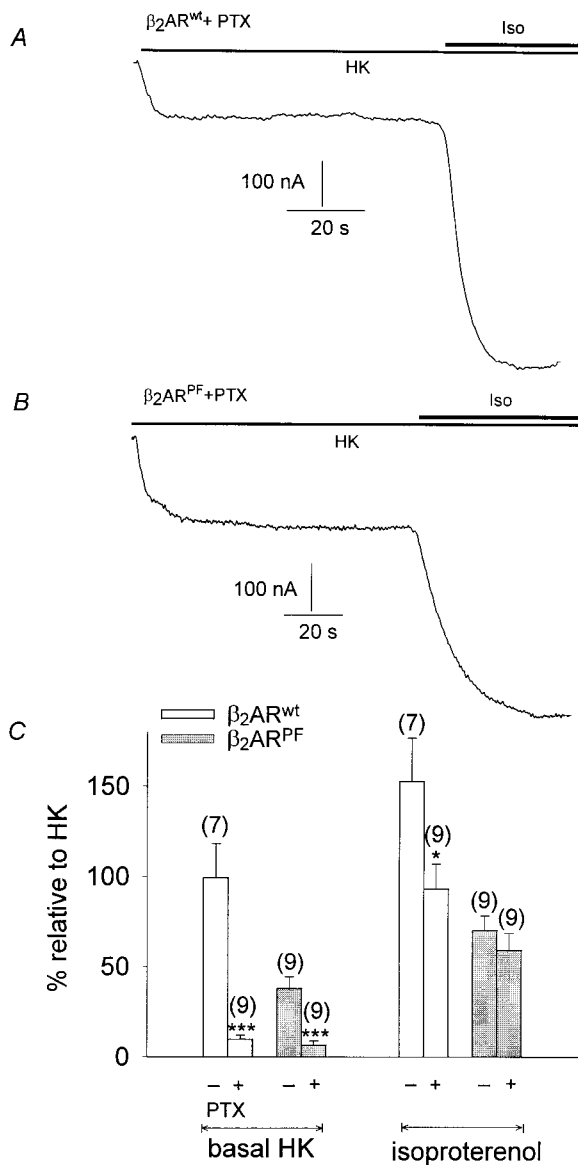 A
β₂ARʷᵗ+ PTX
Iso
HK
100 nA
20 s
B
β₂ARᴾᶠ+PTX
Iso
HK
100 nA
20 s
C
β₂ARʷᵗ
β₂ARᴾᶠ
% relative to HK
150
100
50
0
(7)
(9)
***
(9)
(9)
***
(7)
(9)
*
(9)
(9)
– + – + – + – +
PTX
basal HK
isoproterenol